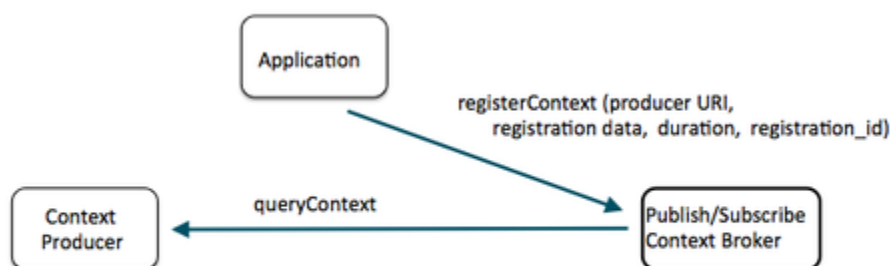 Application
registerContext (producer URI,
registration data, duration, registration_id)
queryContext
Context
Producer
Publish/Subscribe
Context Broker